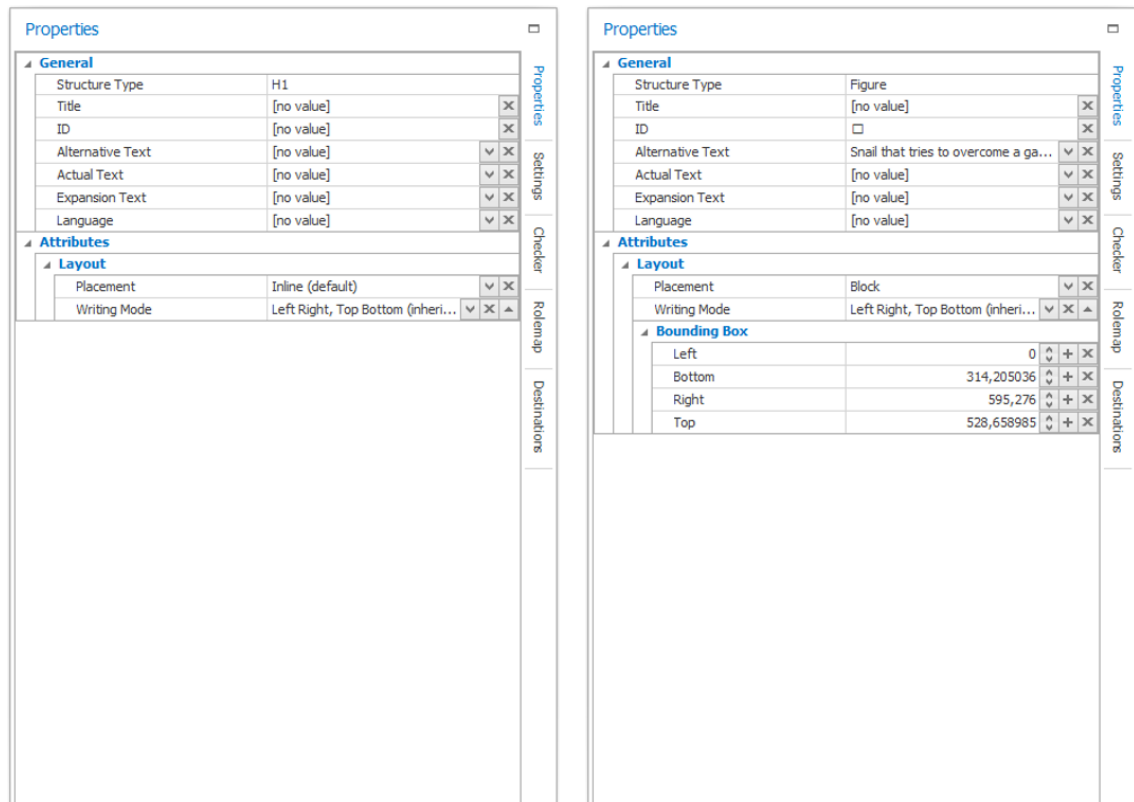 Properties
General
Structure Type H1
Title [no value]
ID [no value]
Alternative Text [no value]
Actual Text [no value]
Expansion Text [no value]
Language [no value]
Attributes
Layout
Placement Inline (default)
Writing Mode Left Right, Top Bottom (inheri...
Properties
Settings
Checker
Rolemap
Destinations
Properties
General
Structure Type Figure
Title [no value]
ID
Alternative Text Snail that tries to overcome a ga...
Actual Text [no value]
Expansion Text [no value]
Language [no value]
Attributes
Layout
Placement Block
Writing Mode Left Right, Top Bottom (inheri...
Bounding Box
Left 0
Bottom 314,205036
Right 595,276
Top 528,658985
Properties
Settings
Checker
Rolemap
Destinations